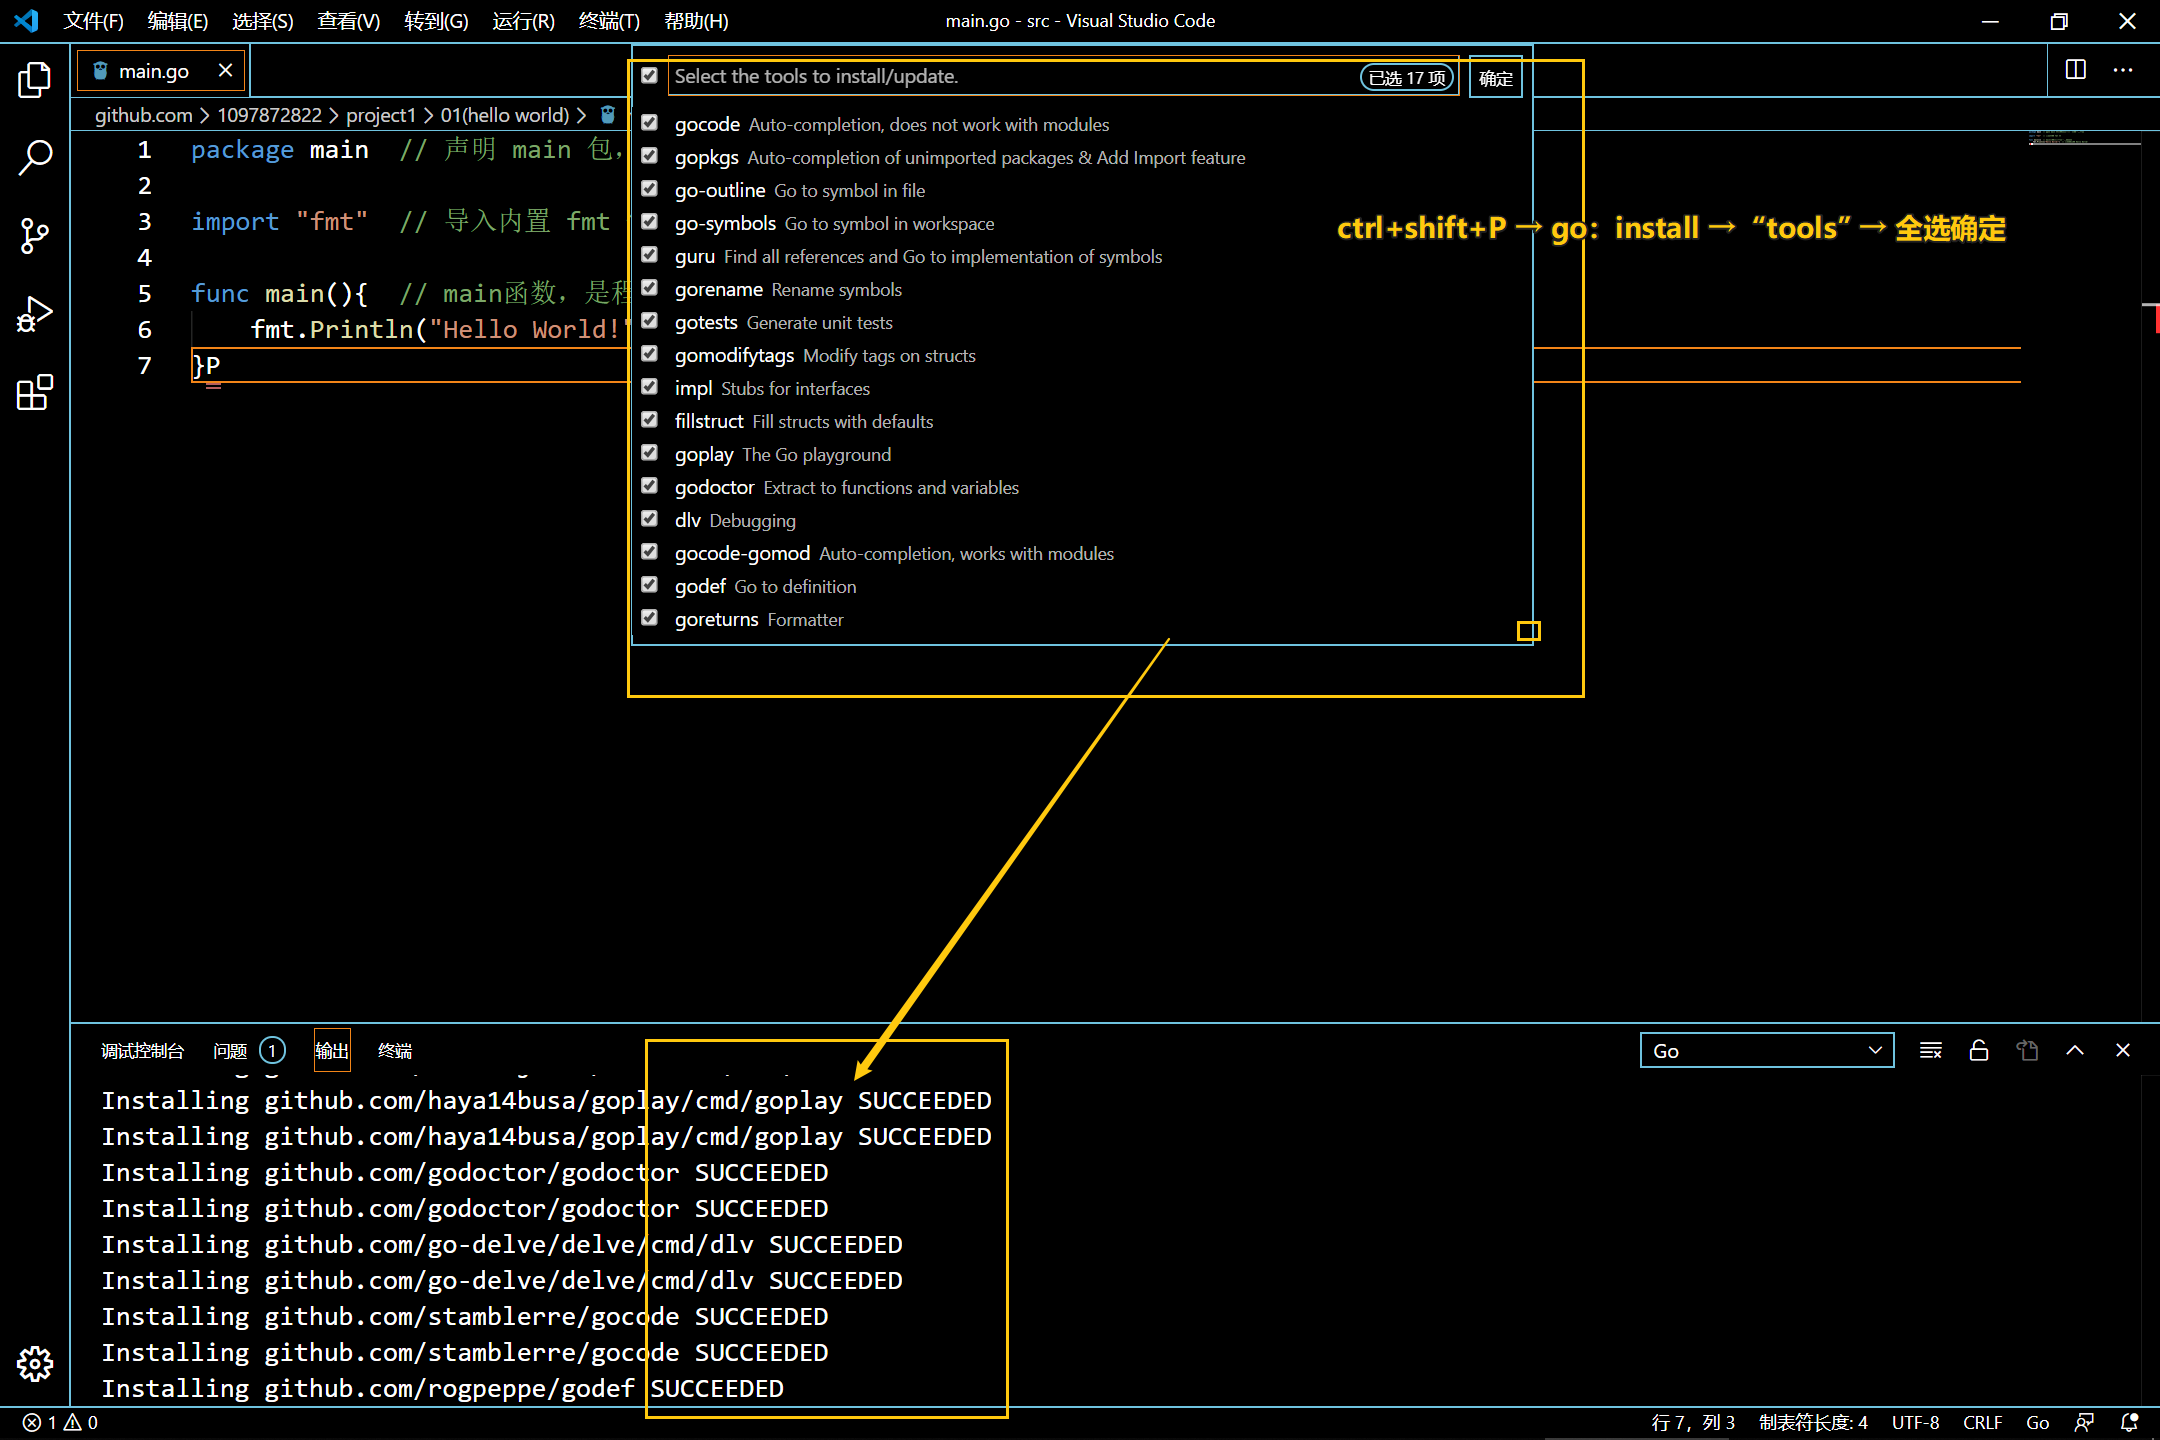 文件(F) 编辑(E) 选择(S) 查看(V) 转到(G) 运行(R) 终端(T) 帮助(H) main.go - src - Visual Studio Code
main.go
Select the tools to install/update. 已选 17 项 确定
github.com > 1097872822 > project1 > 01(hello world) >
gocode Auto-completion, does not work with modules
gopkgs Auto-completion of unimported packages & Add Import feature
go-outline Go to symbol in file
go-symbols Go to symbol in workspace
guru Find all references and Go to implementation of symbols
gorename Rename symbols
gotests Generate unit tests
gomodifytags Modify tags on structs
impl Stubs for interfaces
fillstruct Fill structs with defaults
goplay The Go playground
godoctor Extract to functions and variables
dlv Debugging
gocode-gomod Auto-completion, works with modules
godef Go to definition
goreturns Formatter
ctrl+shift+P → go：install → “tools” → 全选确定
1 package main // 声明 main 包，
2
3 import "fmt" // 导入内置 fmt
4
5 func main(){ // main函数，是程
6 fmt.Println("Hello World!"
7 }P
调试控制台 问题 1 输出 终端 Go
Installing github.com/haya14busa/goplay/cmd/goplay SUCCEEDED
Installing github.com/haya14busa/goplay/cmd/goplay SUCCEEDED
Installing github.com/godoctor/godoctor SUCCEEDED
Installing github.com/godoctor/godoctor SUCCEEDED
Installing github.com/go-delve/delve/cmd/dlv SUCCEEDED
Installing github.com/go-delve/delve/cmd/dlv SUCCEEDED
Installing github.com/stamblerre/gocode SUCCEEDED
Installing github.com/stamblerre/gocode SUCCEEDED
Installing github.com/rogpeppe/godef SUCCEEDED
1 0 行 7，列 3 制表符长度: 4 UTF-8 CRLF Go